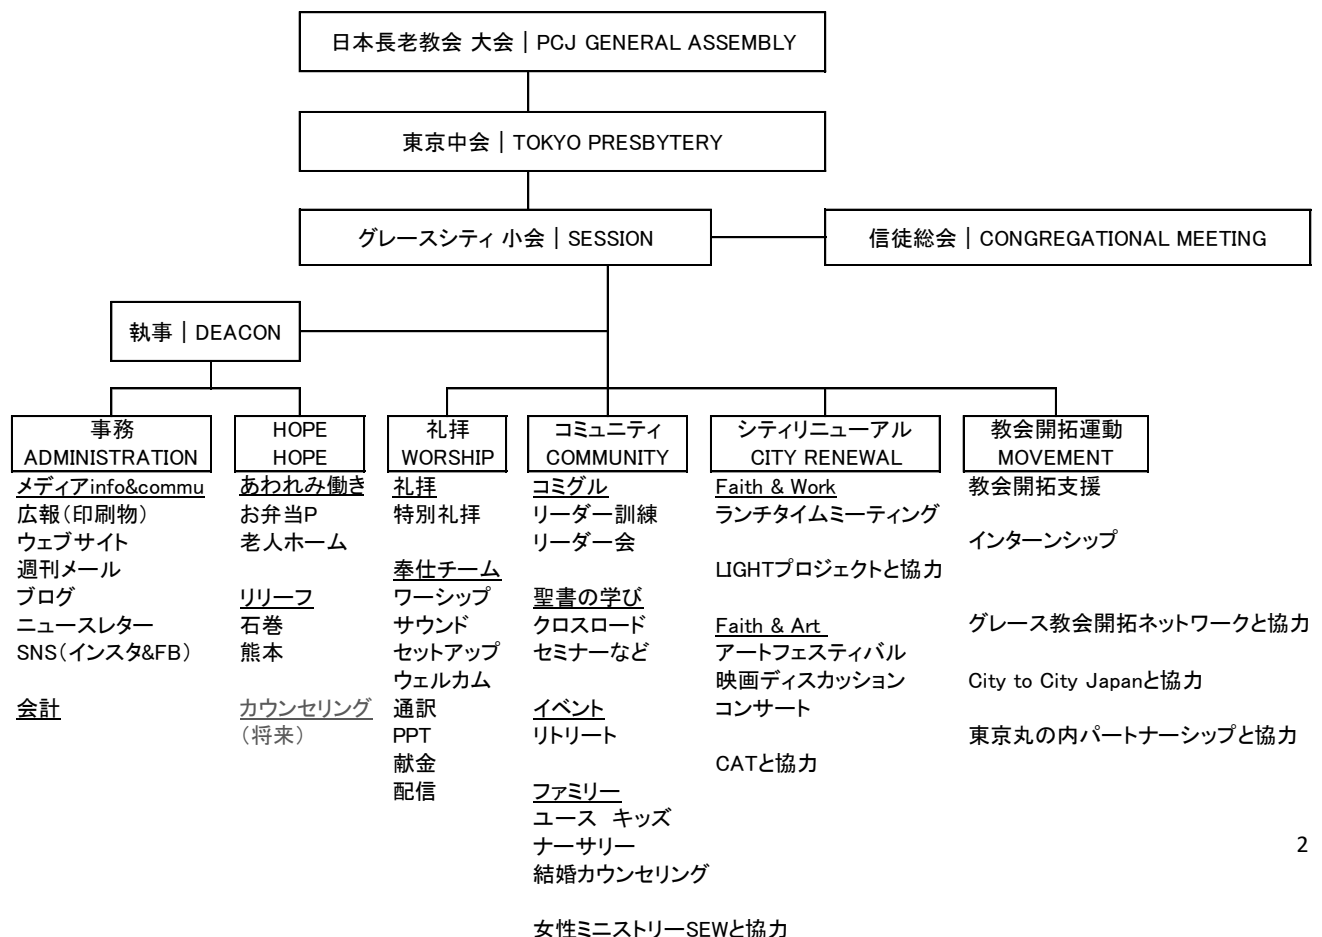 日本長老教会 大会 | PCJ GENERAL ASSEMBLY
東京中会 | TOKYO PRESBYTERY
グレースシティ 小会 | SESSION
信徒総会 | CONGREGATIONAL MEETING
執事 | DEACON
事務
ADMINISTRATION
メディアinfo&commu
広報（印刷物）
ウェブサイト
週刊メール
ブログ
ニュースレター
SNS（インスタ&FB）
会計
HOPE
HOPE
あわれみ働き
お弁当P
老人ホーム
リリーフ
石巻
熊本
カウンセリング
（将来）
礼拝
WORSHIP
礼拝
特別礼拝
奉仕チーム
ワーシップ
サウンド
セットアップ
ウェルカム
通訳
PPT
献金
配信
コミュニティ
COMMUNITY
コミグル
リーダー訓練
リーダー会
聖書の学び
クロスロード
セミナーなど
イベント
リトリート
ファミリー
ユース　キッズ
ナーサリー
結婚カウンセリング
女性ミニストリーSEWと協力
シティリニューアル
CITY RENEWAL
Faith & Work
ランチタイムミーティング
LIGHTプロジェクトと協力
Faith & Art
アートフェスティバル
映画ディスカッション
コンサート
CATと協力
教会開拓運動
MOVEMENT
教会開拓支援
インターンシップ
グレース教会開拓ネットワークと協力
City to City Japanと協力
東京丸の内パートナーシップと協力
2